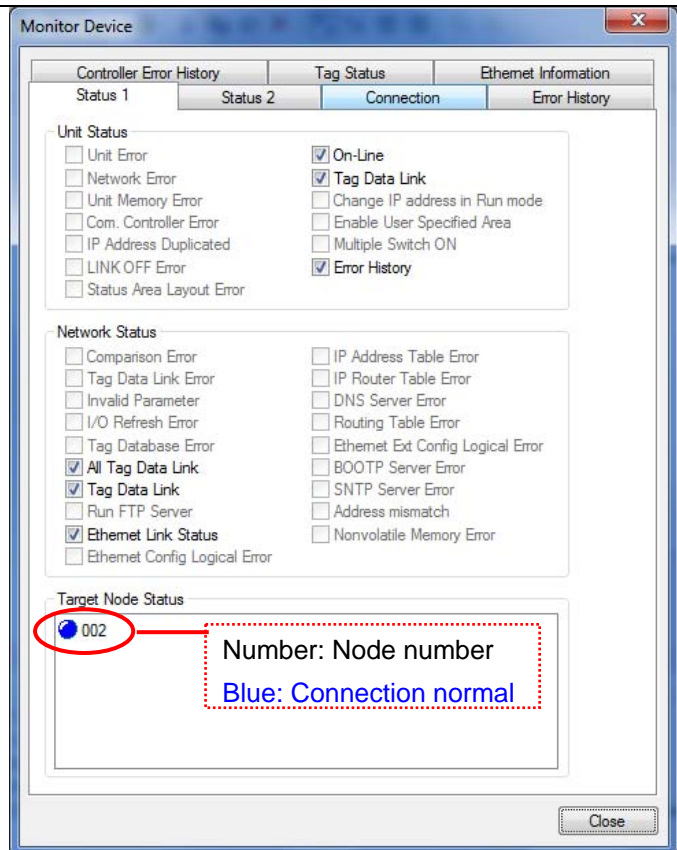 Monitor Device
Controller Error History Tag Status Ethernet Information
Status 1 Status 2 Connection Error History
Unit Status
Unit Error
Network Error
Unit Memory Error
Com. Controller Error
IP Address Duplicated
LINK OFF Error
Status Area Layout Error
On-Line
Tag Data Link
Change IP address in Run mode
Enable User Specified Area
Multiple Switch ON
Error History
Network Status
Comparison Error
Tag Data Link Error
Invalid Parameter
I/O Refresh Error
Tag Database Error
All Tag Data Link
Tag Data Link
Run FTP Server
Ethernet Link Status
Ethernet Config Logical Error
IP Address Table Error
IP Router Table Error
DNS Server Error
Routing Table Error
Ethernet Ext Config Logical Error
BOOTP Server Error
SNTP Server Error
Address mismatch
Nonvolatile Memory Error
Target Node Status
002
Number: Node number
Blue: Connection normal
Close